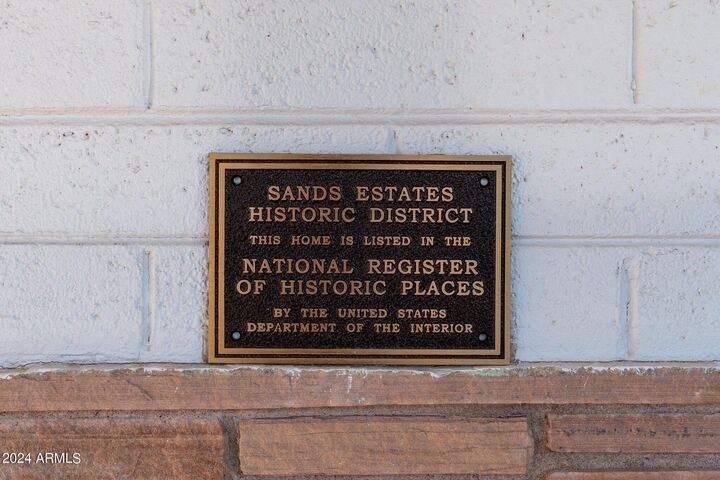 SANDS ESTATES
HISTORIC DISTRICT
THIS HOME IS LISTED IN THE
NATIONAL REGISTER
OF HISTORIC PLACES
BY THE UNITED STATES
DEPARTMENT OF THE INTERIOR
2024 ARMLS